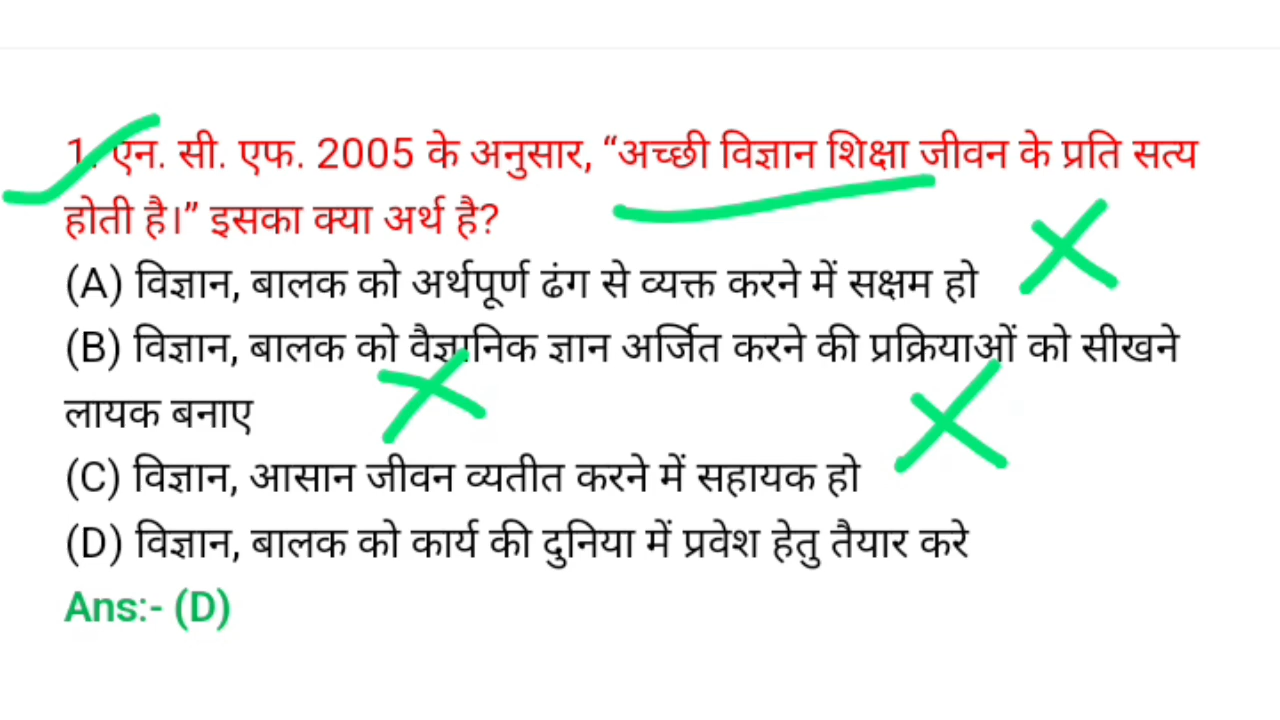 1. एन. सी. एफ. 2005 के अनुसार, “अच्छी विज्ञान शिक्षा जीवन के प्रति सत्य
होती है।” इसका क्या अर्थ है?
(A) विज्ञान, बालक को अर्थपूर्ण ढंग से व्यक्त करने में सक्षम हो
(B) विज्ञान, बालक को वैज्ञानिक ज्ञान अर्जित करने की प्रक्रियाओं को सीखने
लायक बनाए
(C) विज्ञान, आसान जीवन व्यतीत करने में सहायक हो
(D) विज्ञान, बालक को कार्य की दुनिया में प्रवेश हेतु तैयार करे
Ans:- (D)